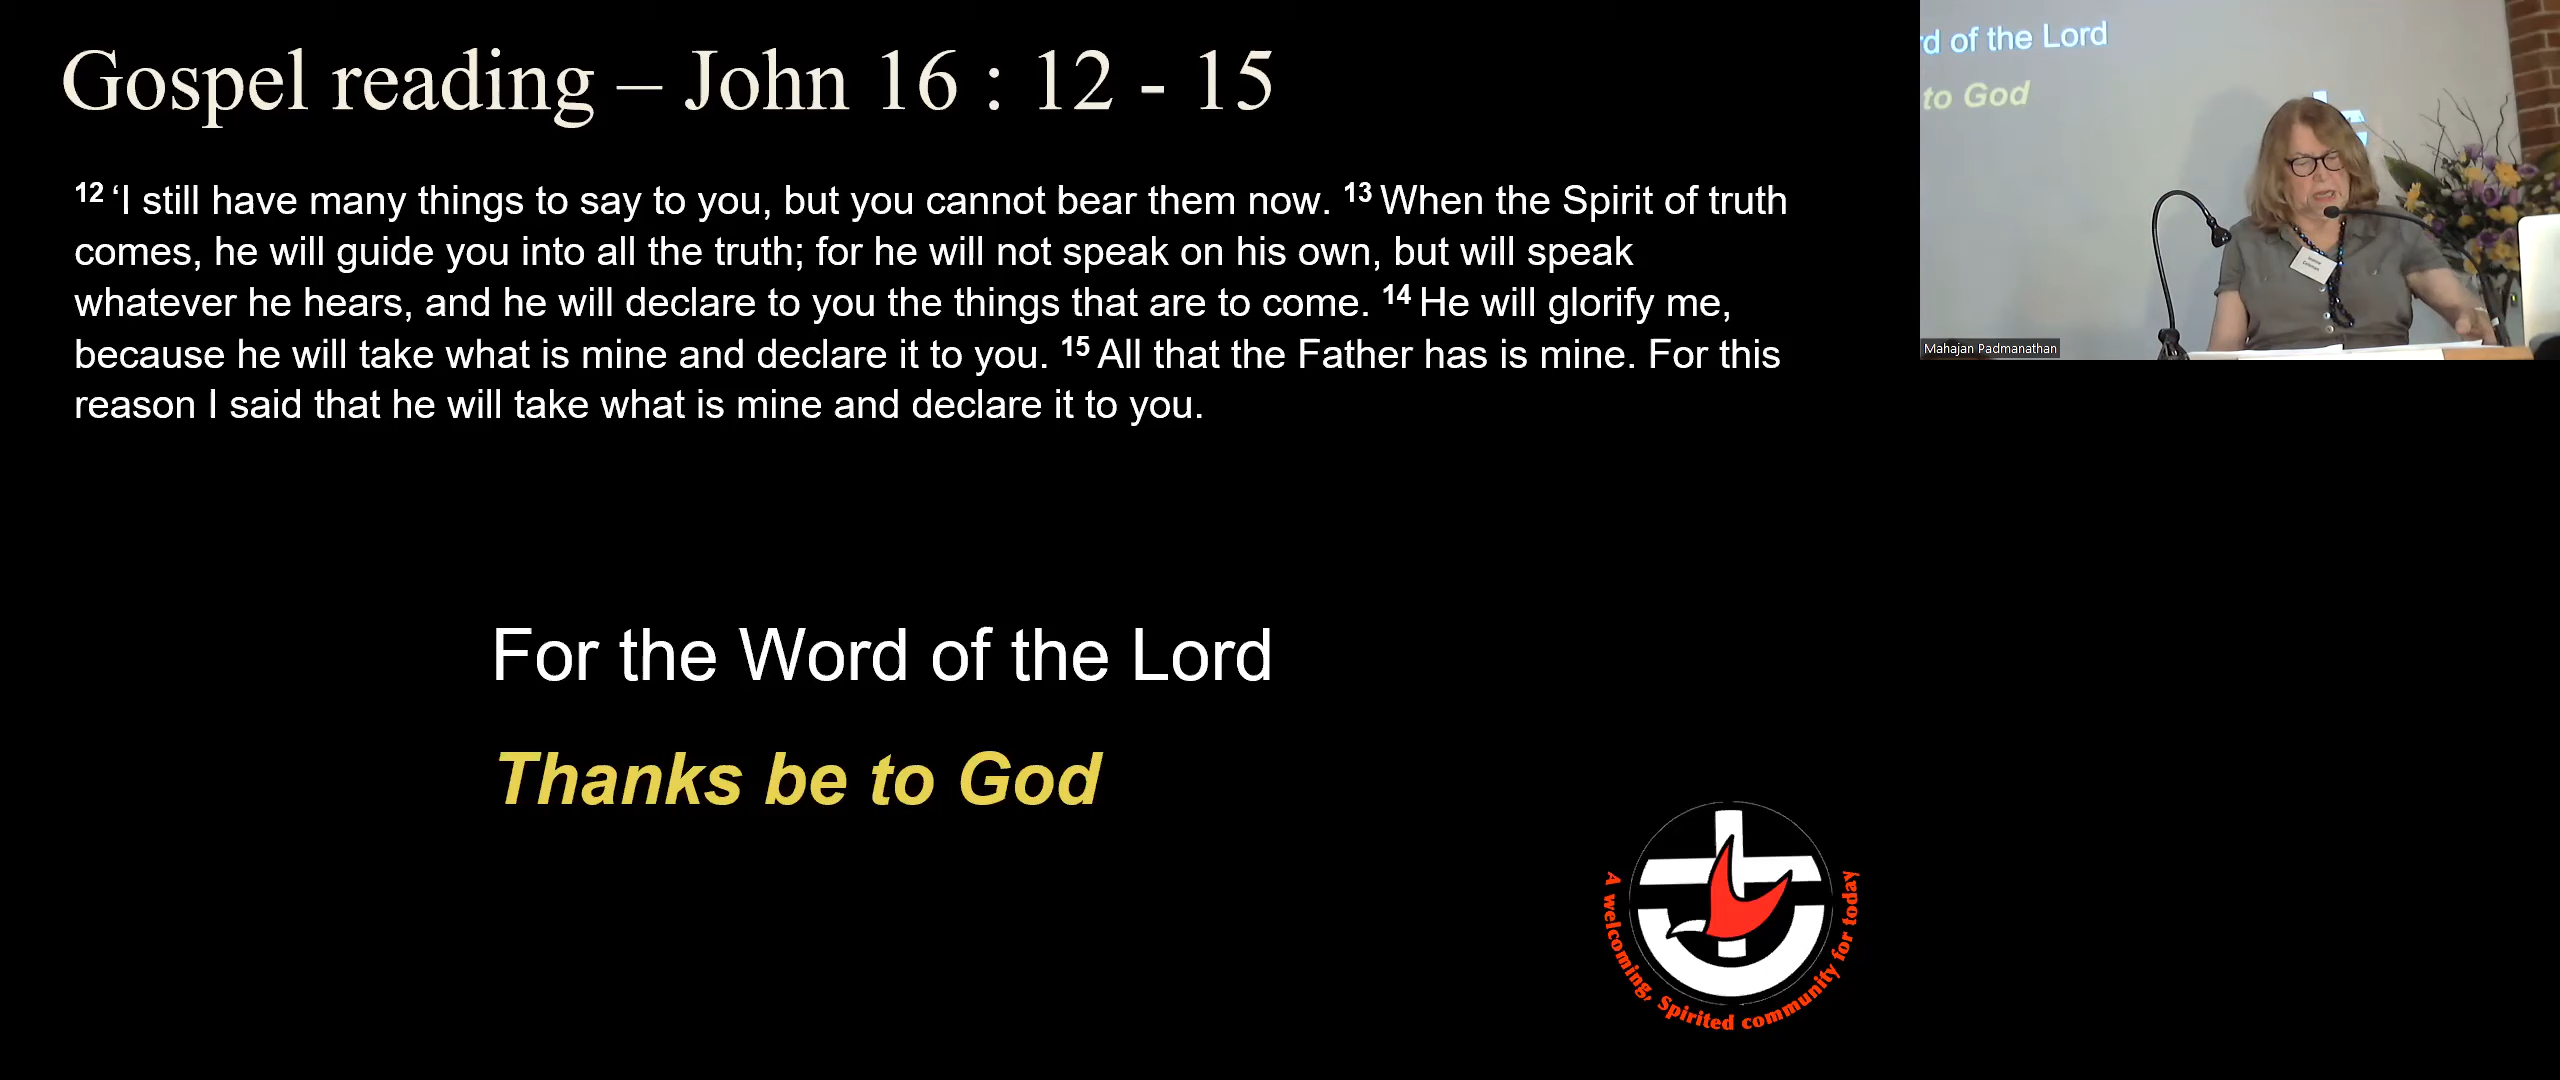 Gospel reading – John 16 : 12 - 15
12 ‘I still have many things to say to you, but you cannot bear them now. 13 When the Spirit of truth
comes, he will guide you into all the truth; for he will not speak on his own, but will speak
whatever he hears, and he will declare to you the things that are to come. 14 He will glorify me,
because he will take what is mine and declare it to you. 15 All that the Father has is mine. For this
reason I said that he will take what is mine and declare it to you.
For the Word of the Lord
Thanks be to God
A welcoming, Spirited community for today
rd of the Lord
to God
Mahajan Padmanathan